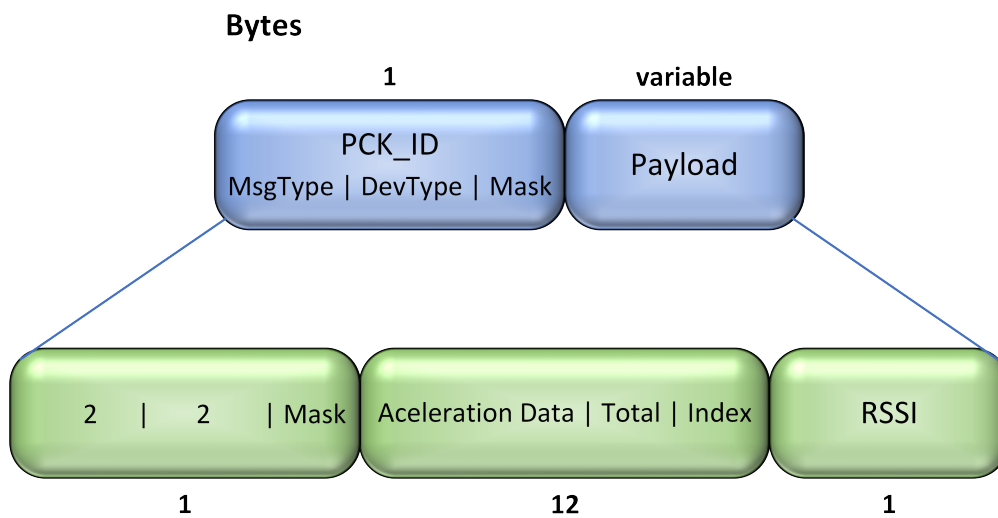 Bytes
1 variable
PCK_ID
MsgType | DevType | Mask
Payload
2 | 2 | Mask
Aceleration Data | Total | Index
RSSI
1 12 1